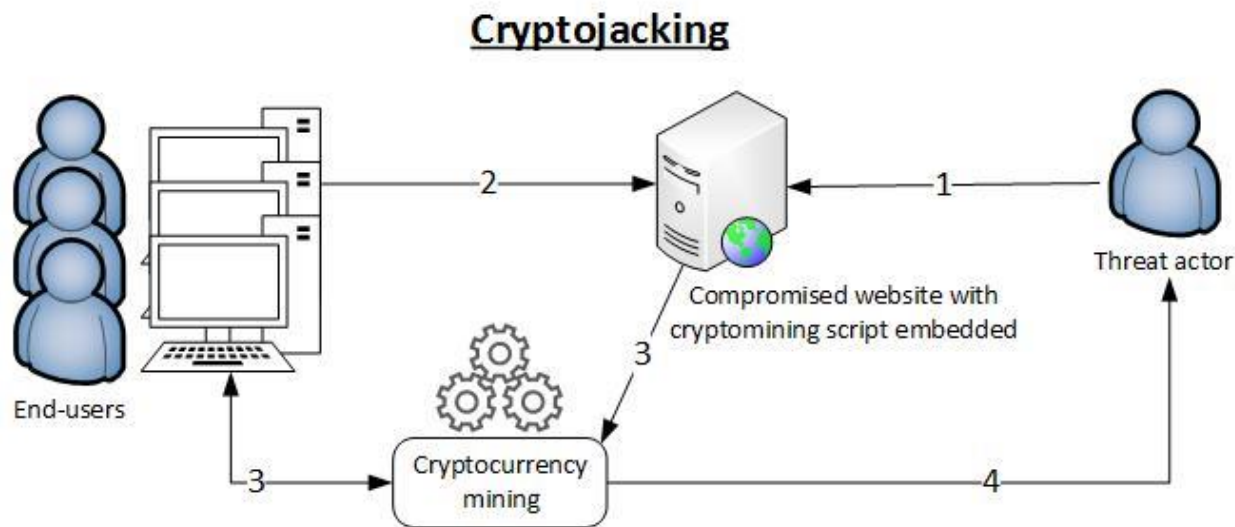 Cryptojacking
2
1
Threat actor
Compromised website with
cryptomining script embedded
3
End-users
Cryptocurrency
mining
3
4